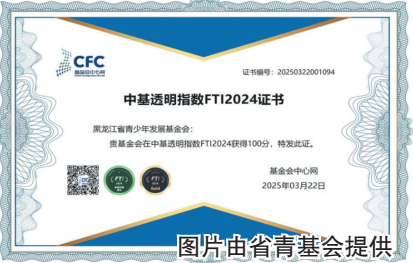 CFC
基金会中心网
证书编号：20250322001094
中基透明指数FTI2024证书
黑龙江省青少年发展基金会：
贵基金会在中基透明指数FTI2024获得100分，特发此证。
FTI
FTI
Gold
基金会中心网
2025年03月22日
图片由省青基会提供